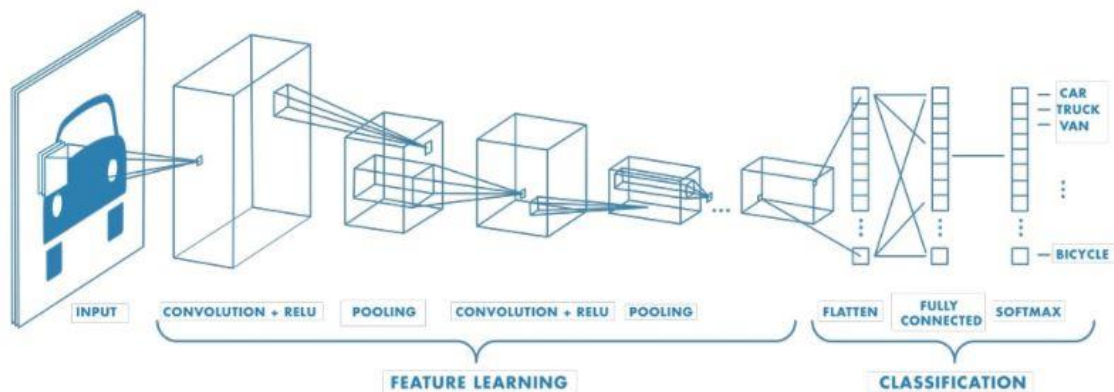 CAR
TRUCK
VAN
BICYCLE
INPUT
CONVOLUTION + RELU
POOLING
CONVOLUTION + RELU
POOLING
FLATTEN
FULLY
CONNECTED
SOFTMAX
FEATURE LEARNING
CLASSIFICATION